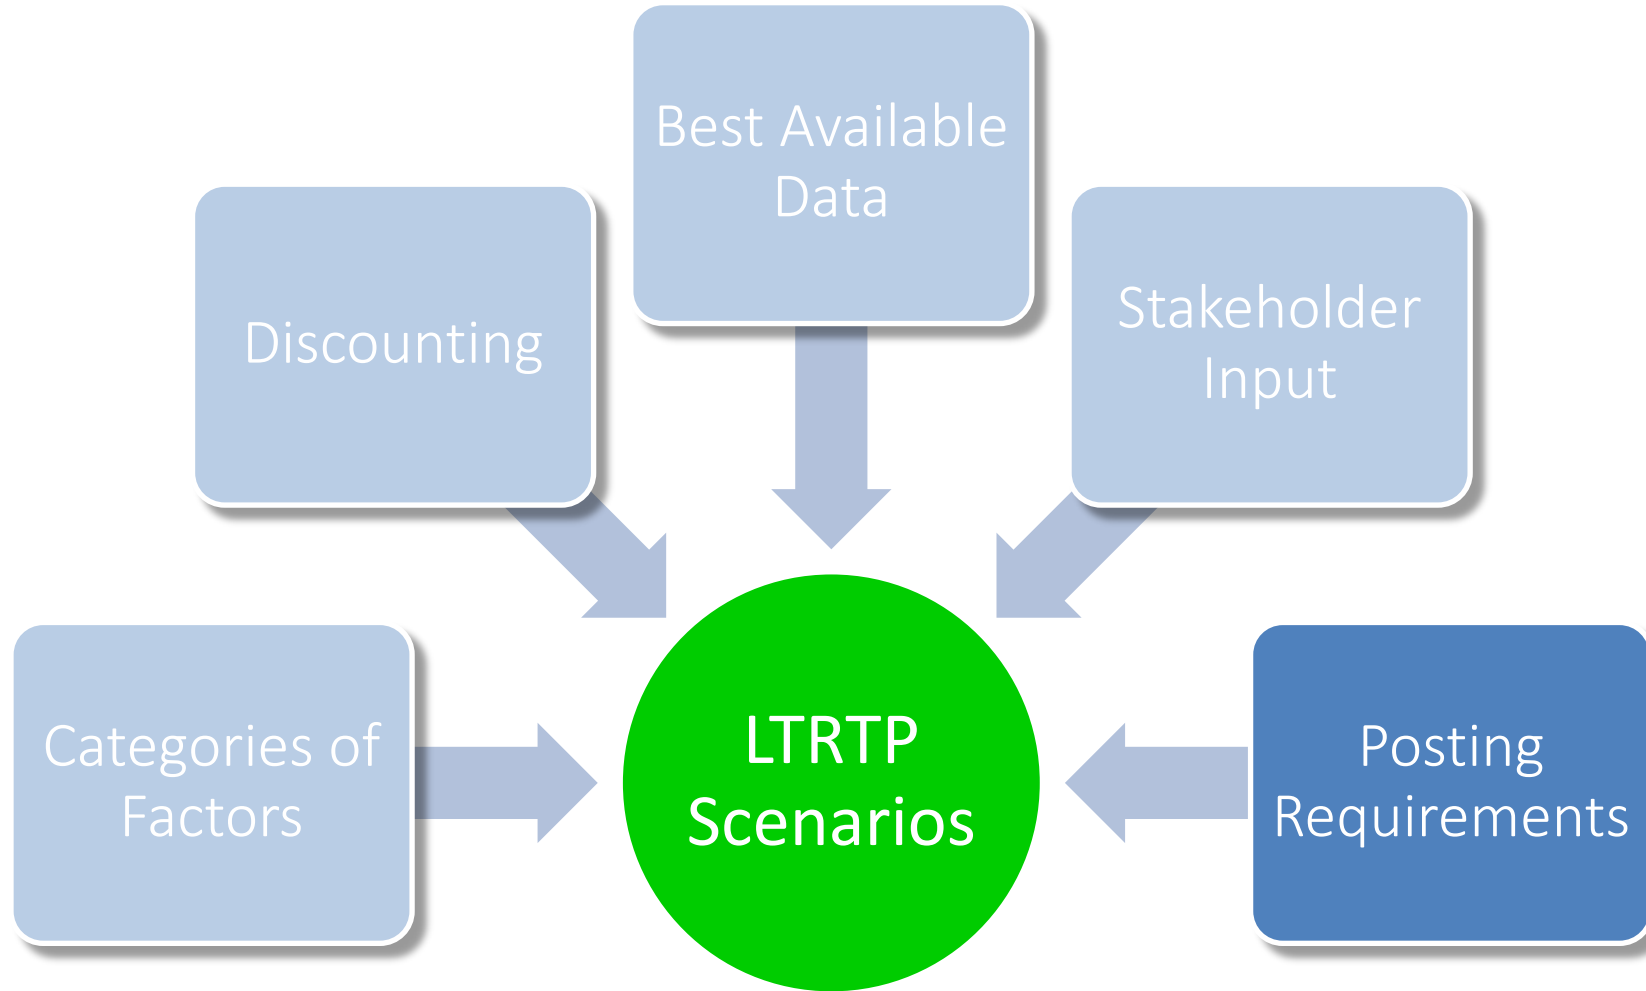 Best Available
Data
Discounting
Stakeholder
Input
Categories of
Factors
LTRTP
Scenarios
Posting
Requirements